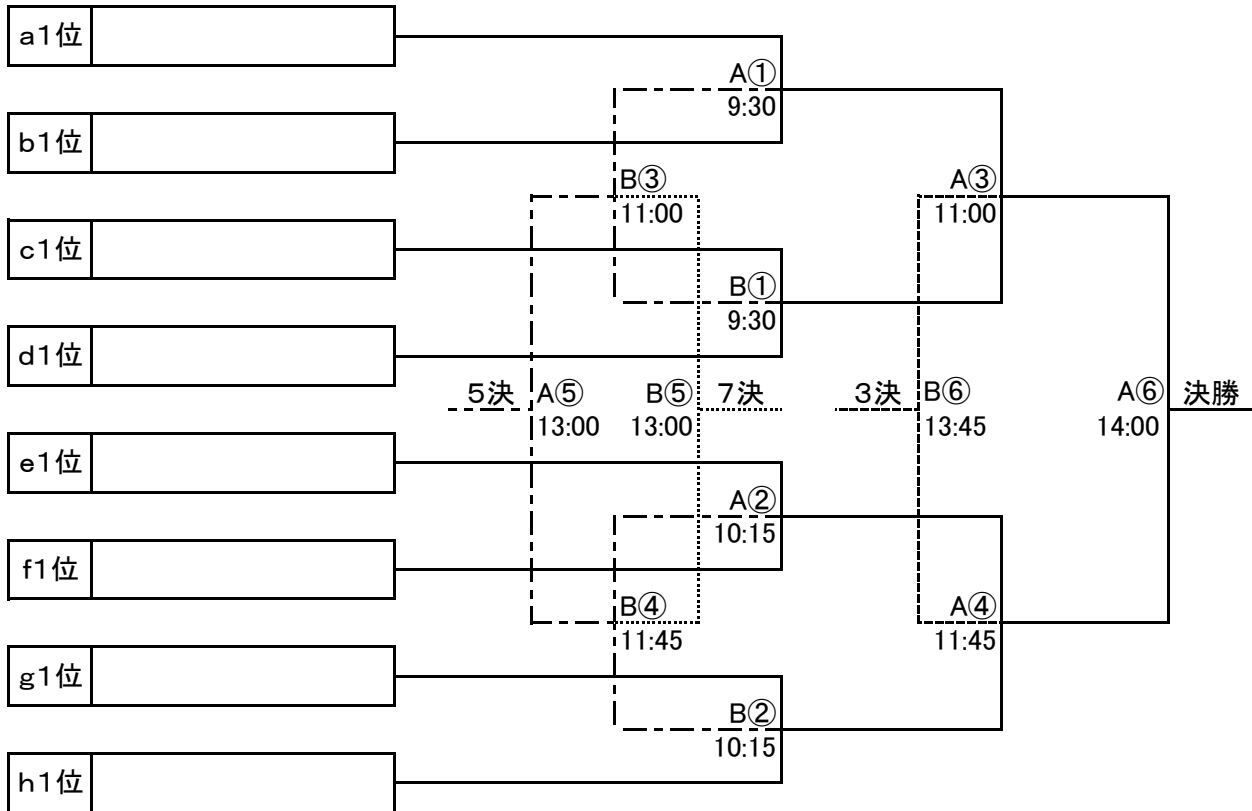 a1位
A①
9:30
b1位
B③
11:00
A③
11:00
c1位
B①
9:30
d1位
5決
A⑤
13:00
B⑤
13:00
7決
3決
B⑥
13:45
A⑥
14:00
決勝
e1位
A②
10:15
f1位
B④
11:45
A④
11:45
g1位
B②
10:15
h1位